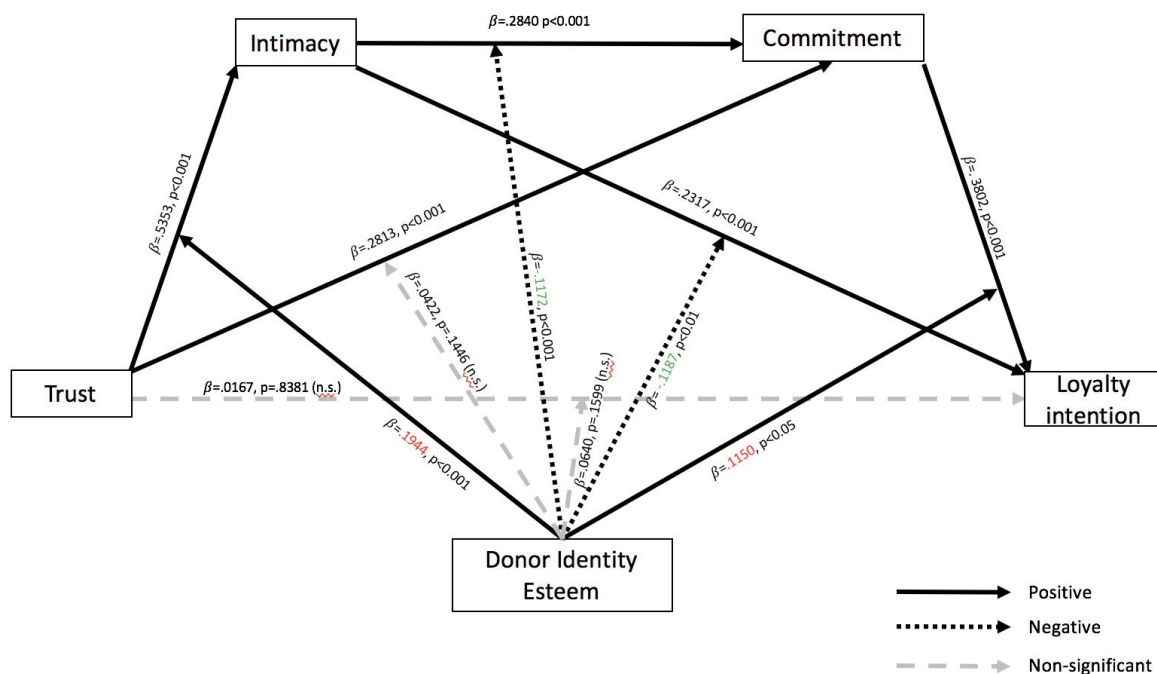 β=.2840 p<0.001
Intimacy
Commitment
β=.5353, p<0.001
β=.2813, p<0.001
β=.2317, p<0.001
β=. 3802, p<0.001
β=.0422, p=.1446 (n.s.)
β=-.1172, p<0.001
β= -.1187, p<0.01
β=.0640, p=.1599 (n.s.)
Trust
β=.0167, p=.8381 (n.s.)
Loyalty
intention
β=.1944, p<0.001
β=.1150, p<0.05
Donor Identity
Esteem
Positive
Negative
Non-significant